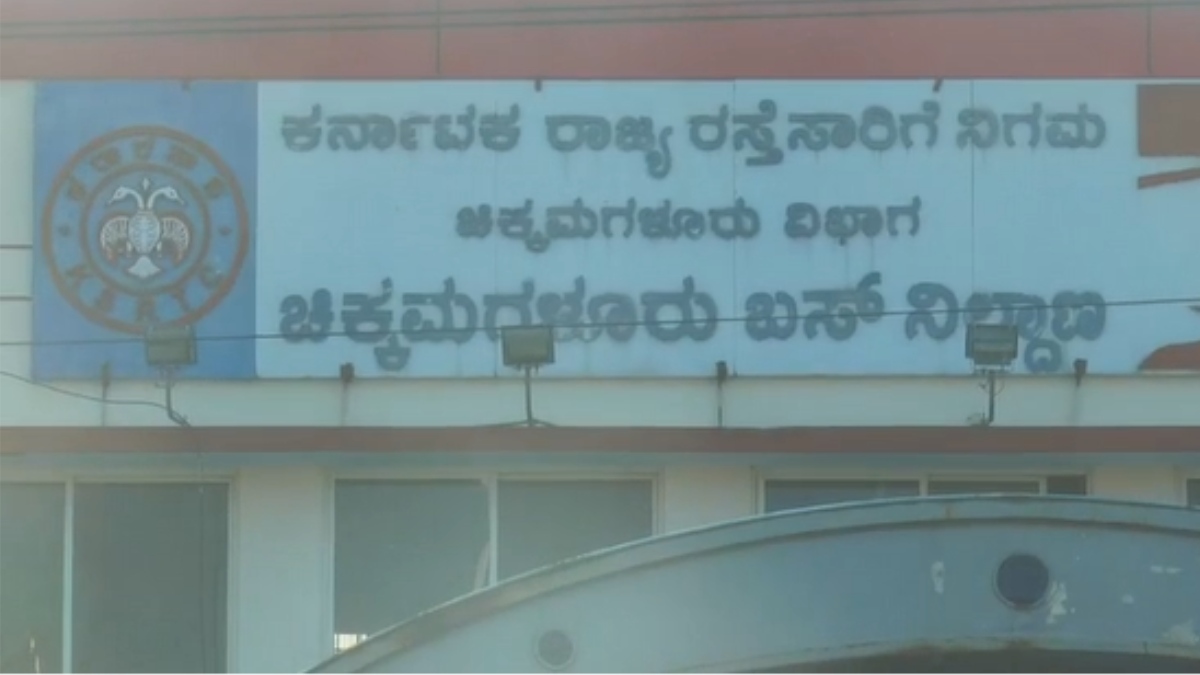 ಕರ್ನಾಟಕ ರಾಜ್ಯ ರಸ್ತೆಸಾರಿಗೆ ನಿಗಮ
ಚಿಕ್ಕಮಗಳೂರು ವಿಭಾಗ
ಚಿಕ್ಕಮಗಳೂರು ಬಸ್ ನಿಲ್ದಾಣ